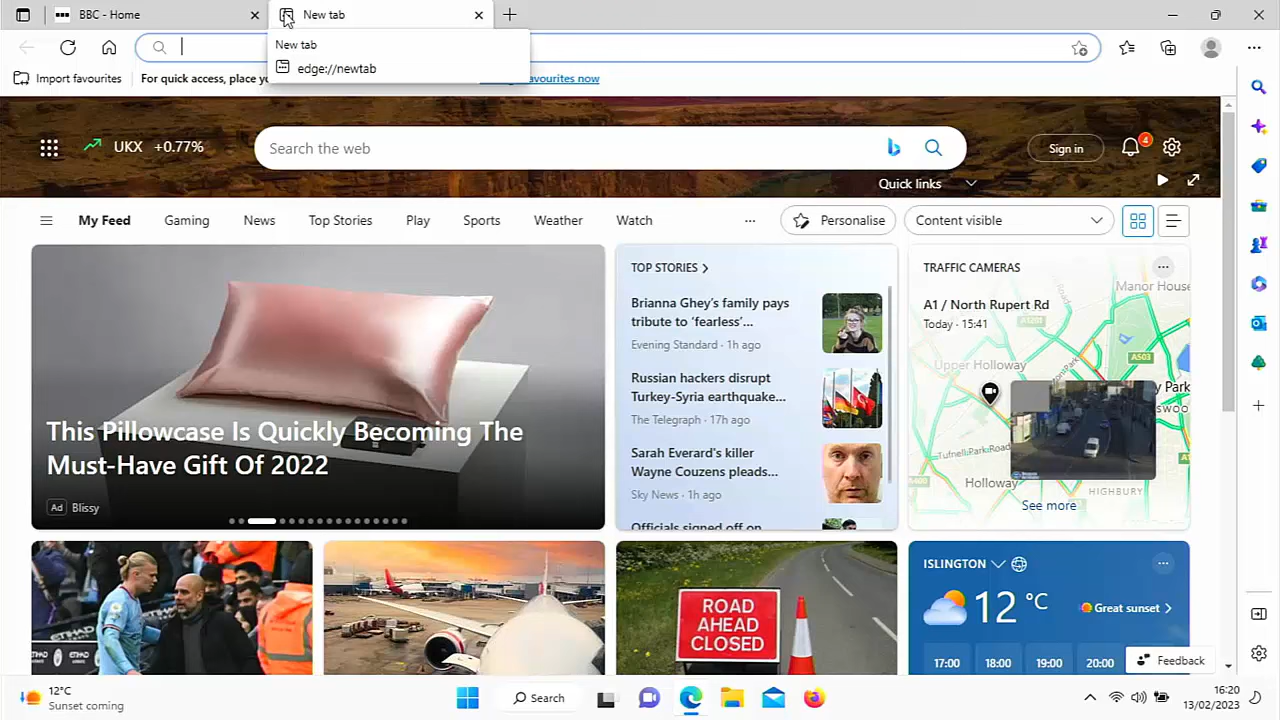 BBC - Home
New tab
New tab
edge://newtab
Import favourites
For quick access, place yo
favourites now
UKX +0.77%
Search the web
Sign in
4
Quick links
My Feed
Gaming
News
Top Stories
Play
Sports
Weather
Watch
Personalise
Content visible
This Pillowcase Is Quickly Becoming The
Must-Have Gift Of 2022
Ad Blissy
TOP STORIES
Brianna Ghey's family pays
tribute to 'fearless'...
Evening Standard · 1h ago
Russian hackers disrupt
Turkey-Syria earthquake...
The Telegraph · 17h ago
Sarah Everard's killer
Wayne Couzens pleads...
Sky News · 1h ago
Officials signed off on
TRAFFIC CAMERAS
A1 / North Rupert Rd
Today · 15:41
Manor House
A503
Upper Holloway
Tufnell Park Road
Holloway
HIGHBURY
See more
ROAD
AHEAD
CLOSED
ISLINGTON
12 °C
Great sunset
17:00
18:00
19:00
20:00
Feedback
12°C
Sunset coming
Search
16:20
13/02/2023